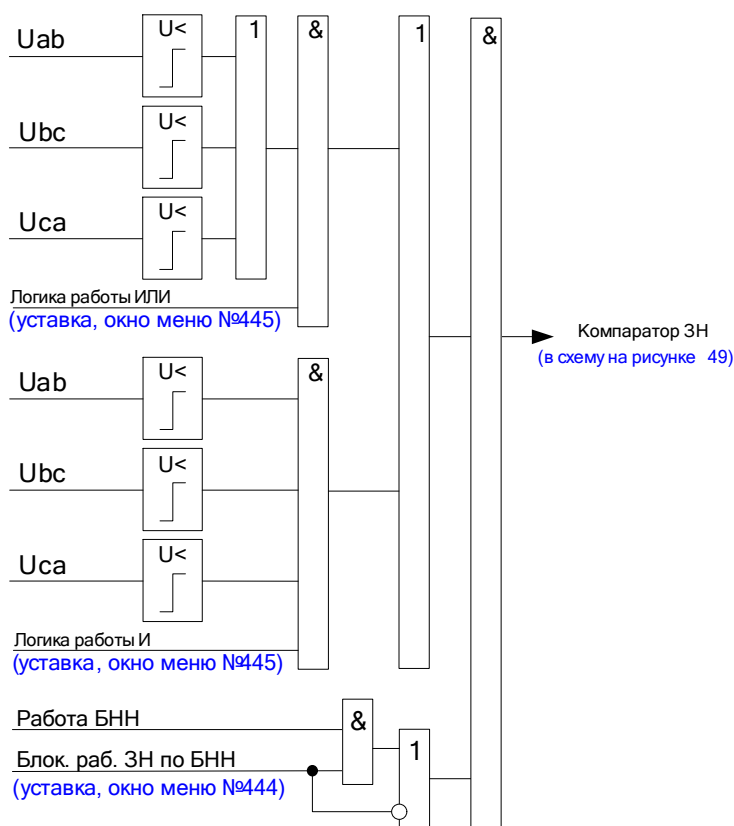 Uab
U<
1
&
1
&
Ubc
U<
Uca
U<
Логика работы ИЛИ
(уставка, окно меню №445)
Компаратор ЗН
(в схему на рисунке 49)
Uab
U<
&
Ubc
U<
Uca
U<
Логика работы И
(уставка, окно меню №445)
Работа БНН
&
1
Блок. раб. ЗН по БНН
(уставка, окно меню №444)